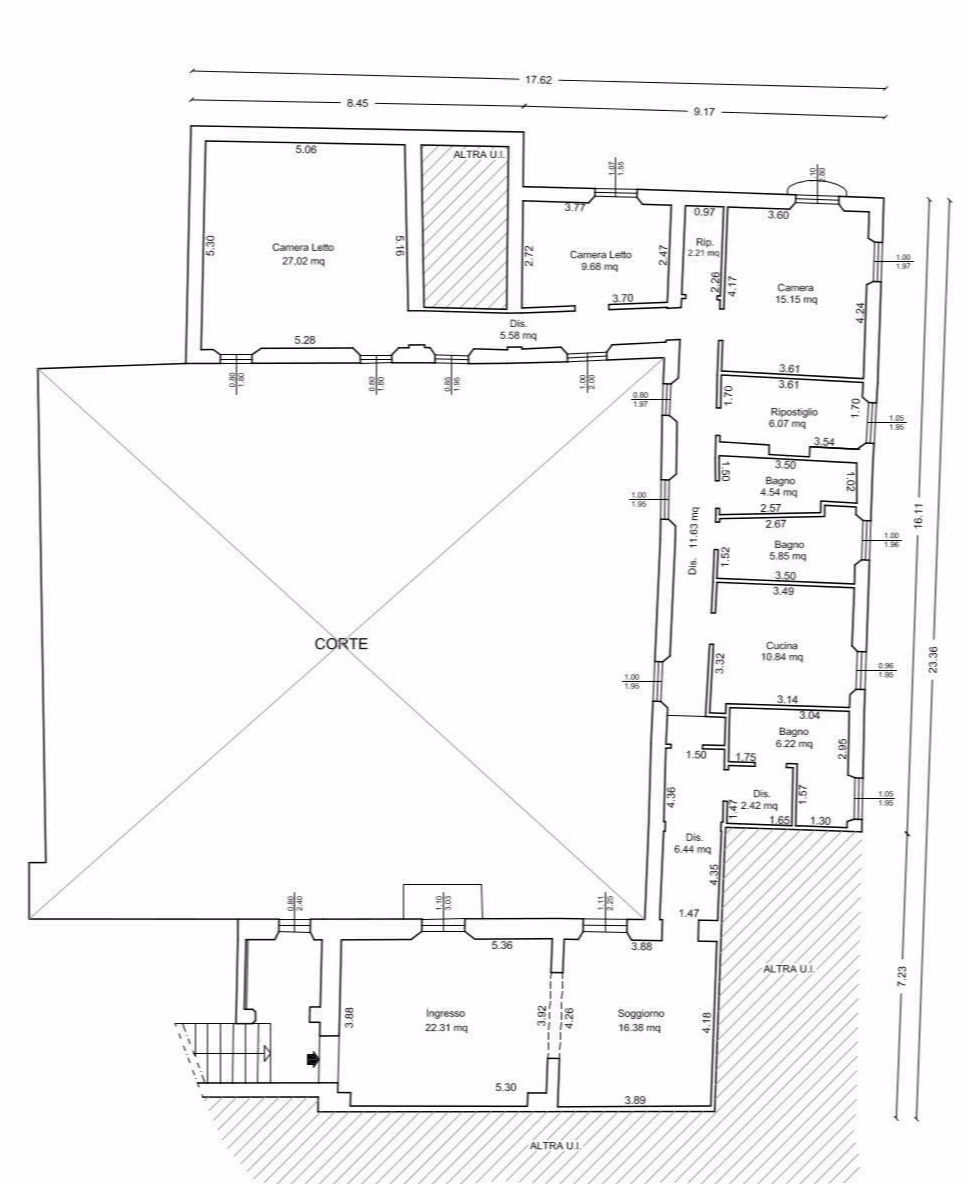 17.62
8.45
9.17
5.06
ALTRA U.I.
1.07
1.55
.10
2.80
3.77
0.97
3.60
5.30
Camera Letto
27,02 mq
5.16
2.72
Camera Letto
9.68 mq
2.47
Rip.
2.21 mq
2.26
4.17
Camera
15.15 mq
4.24
1.00
1.97
3.70
Dis.
5.58 mq
5.28
3.61
3.61
0.80
1.80
0.80
1.80
0.85
1.95
1.00
2.00
0.80
1.97
1.70
Ripostiglio
6.07 mq
1.70
1.05
1.95
3.54
3.50
1.50
Bagno
4.54 mq
1.02
2.57
1.00
1.95
2.67
Dis. 11.63 mq
1.52
Bagno
5.85 mq
1.00
1.96
16.11
3.50
3.49
CORTE
Cucina
10.84 mq
3.32
0.96
1.95
23.36
1.00
1.95
3.14
3.04
Bagno
6.22 mq
2.95
1.50
1.75
4.36
Dis.
2.42 mq
1.47
1.57
1.05
1.95
1.65
1.30
Dis.
6.44 mq
4.35
0.80
2.40
1.10
3.03
1.11
2.25
1.47
5.36
3.88
ALTRA U.I.
7.23
3.88
Ingresso
22.31 mq
3.92
4.26
Soggiorno
16.38 mq
4.18
5.30
3.89
ALTRA U.I.